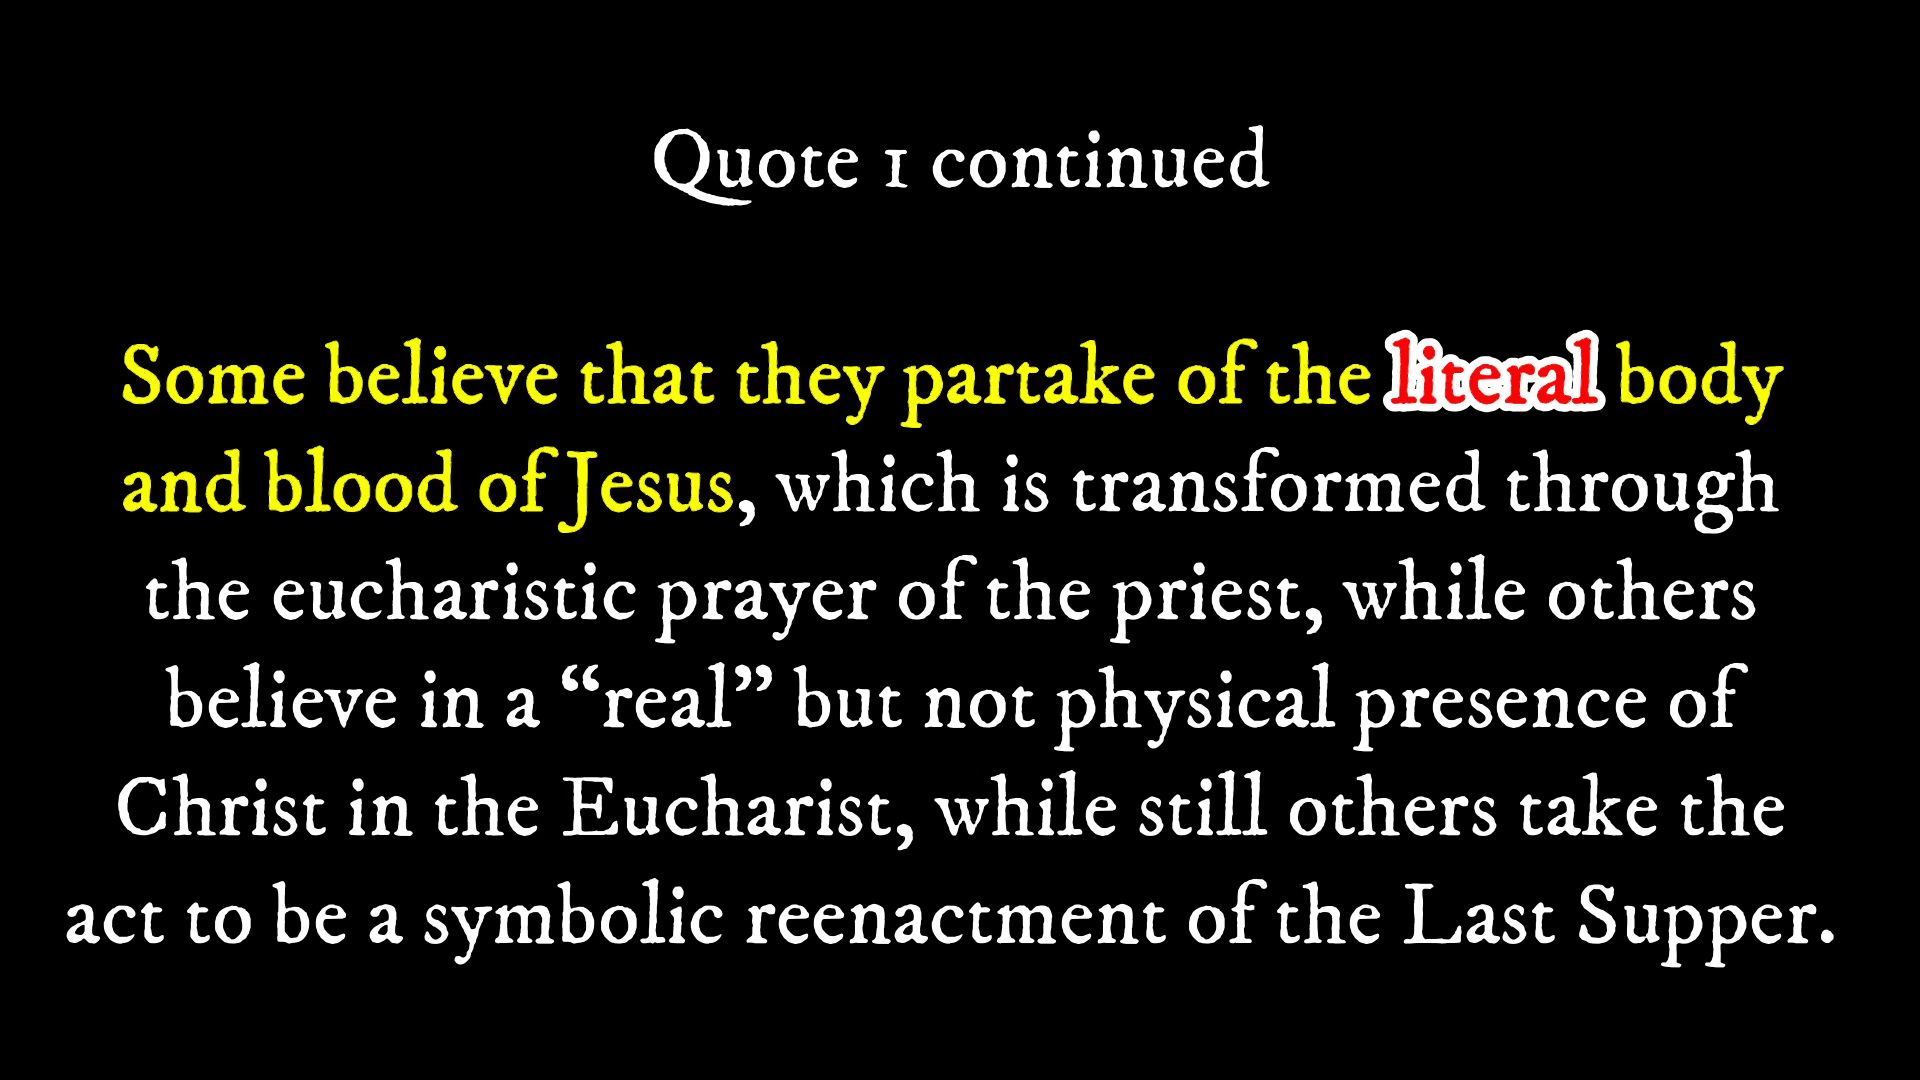 Quote 1 continued
Some believe that they partake of the literal body
and blood of Jesus, which is transformed through
the eucharistic prayer of the priest, while others
believe in a “real” but not physical presence of
Christ in the Eucharist, while still others take the
act to be a symbolic reenactment of the Last Supper.